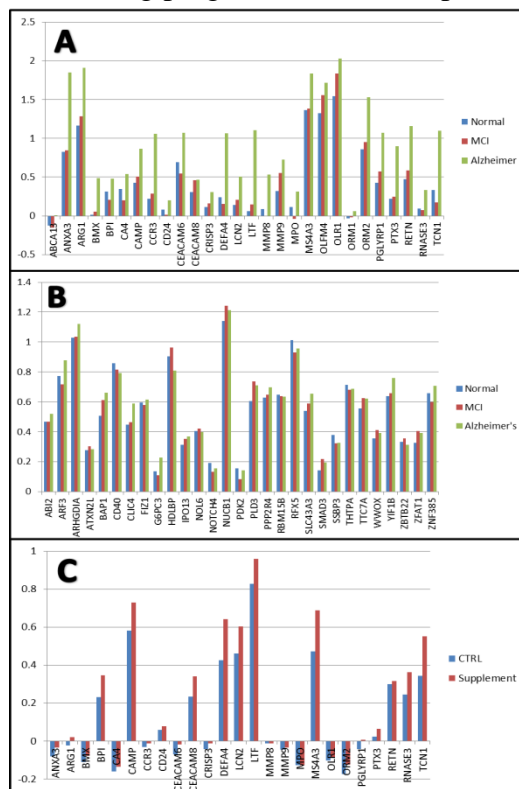 A
2.5
2
1.5
1
0.5
0
-0.5
Normal
MCI
Alzheimer
ABCA13
ANXA3
ARG1
BMX
BPI
CA4
CAMP
CCR3
CD24
CEACAM6
CEACAM8
CRISP3
DEFA4
LCN2
LTF
MMP8
MMP9
MPO
MS4A3
OLFM4
OLR1
ORM1
ORM2
PGLYRP1
PTX3
RETN
RNASE3
TCN1
B
1.4
1.2
1
0.8
0.6
0.4
0.2
0
Normal
MCI
Alzheimer's
ABI2
ARF3
ARHGDIA
ATXN2L
BAP1
CD40
CLIC4
FIZ1
G6PC3
HDLBP
IPO13
NOL6
NOTCH4
NUCB1
PDK2
PLD3
PPP2R4
RBM15B
RFX5
SLC43A3
SMAD3
SSBP3
THTPA
TTC7A
WWOX
YIF1B
ZBTB22
ZFAT1
ZNF385
C
1
0.8
0.6
0.4
0.2
0
-0.2
CTRL
Supplement
ANXA3
ARG1
BMX
BPI
CA4
CAMP
CCR3
CD24
CEACAM6
CEACAM8
CRISP3
DEFA4
LCN2
LTF
MMP8
MMP9
MPO
MS4A3
OLR1
ORM2
PGLYRP1
PTX3
RETN
RNASE3
TCN1